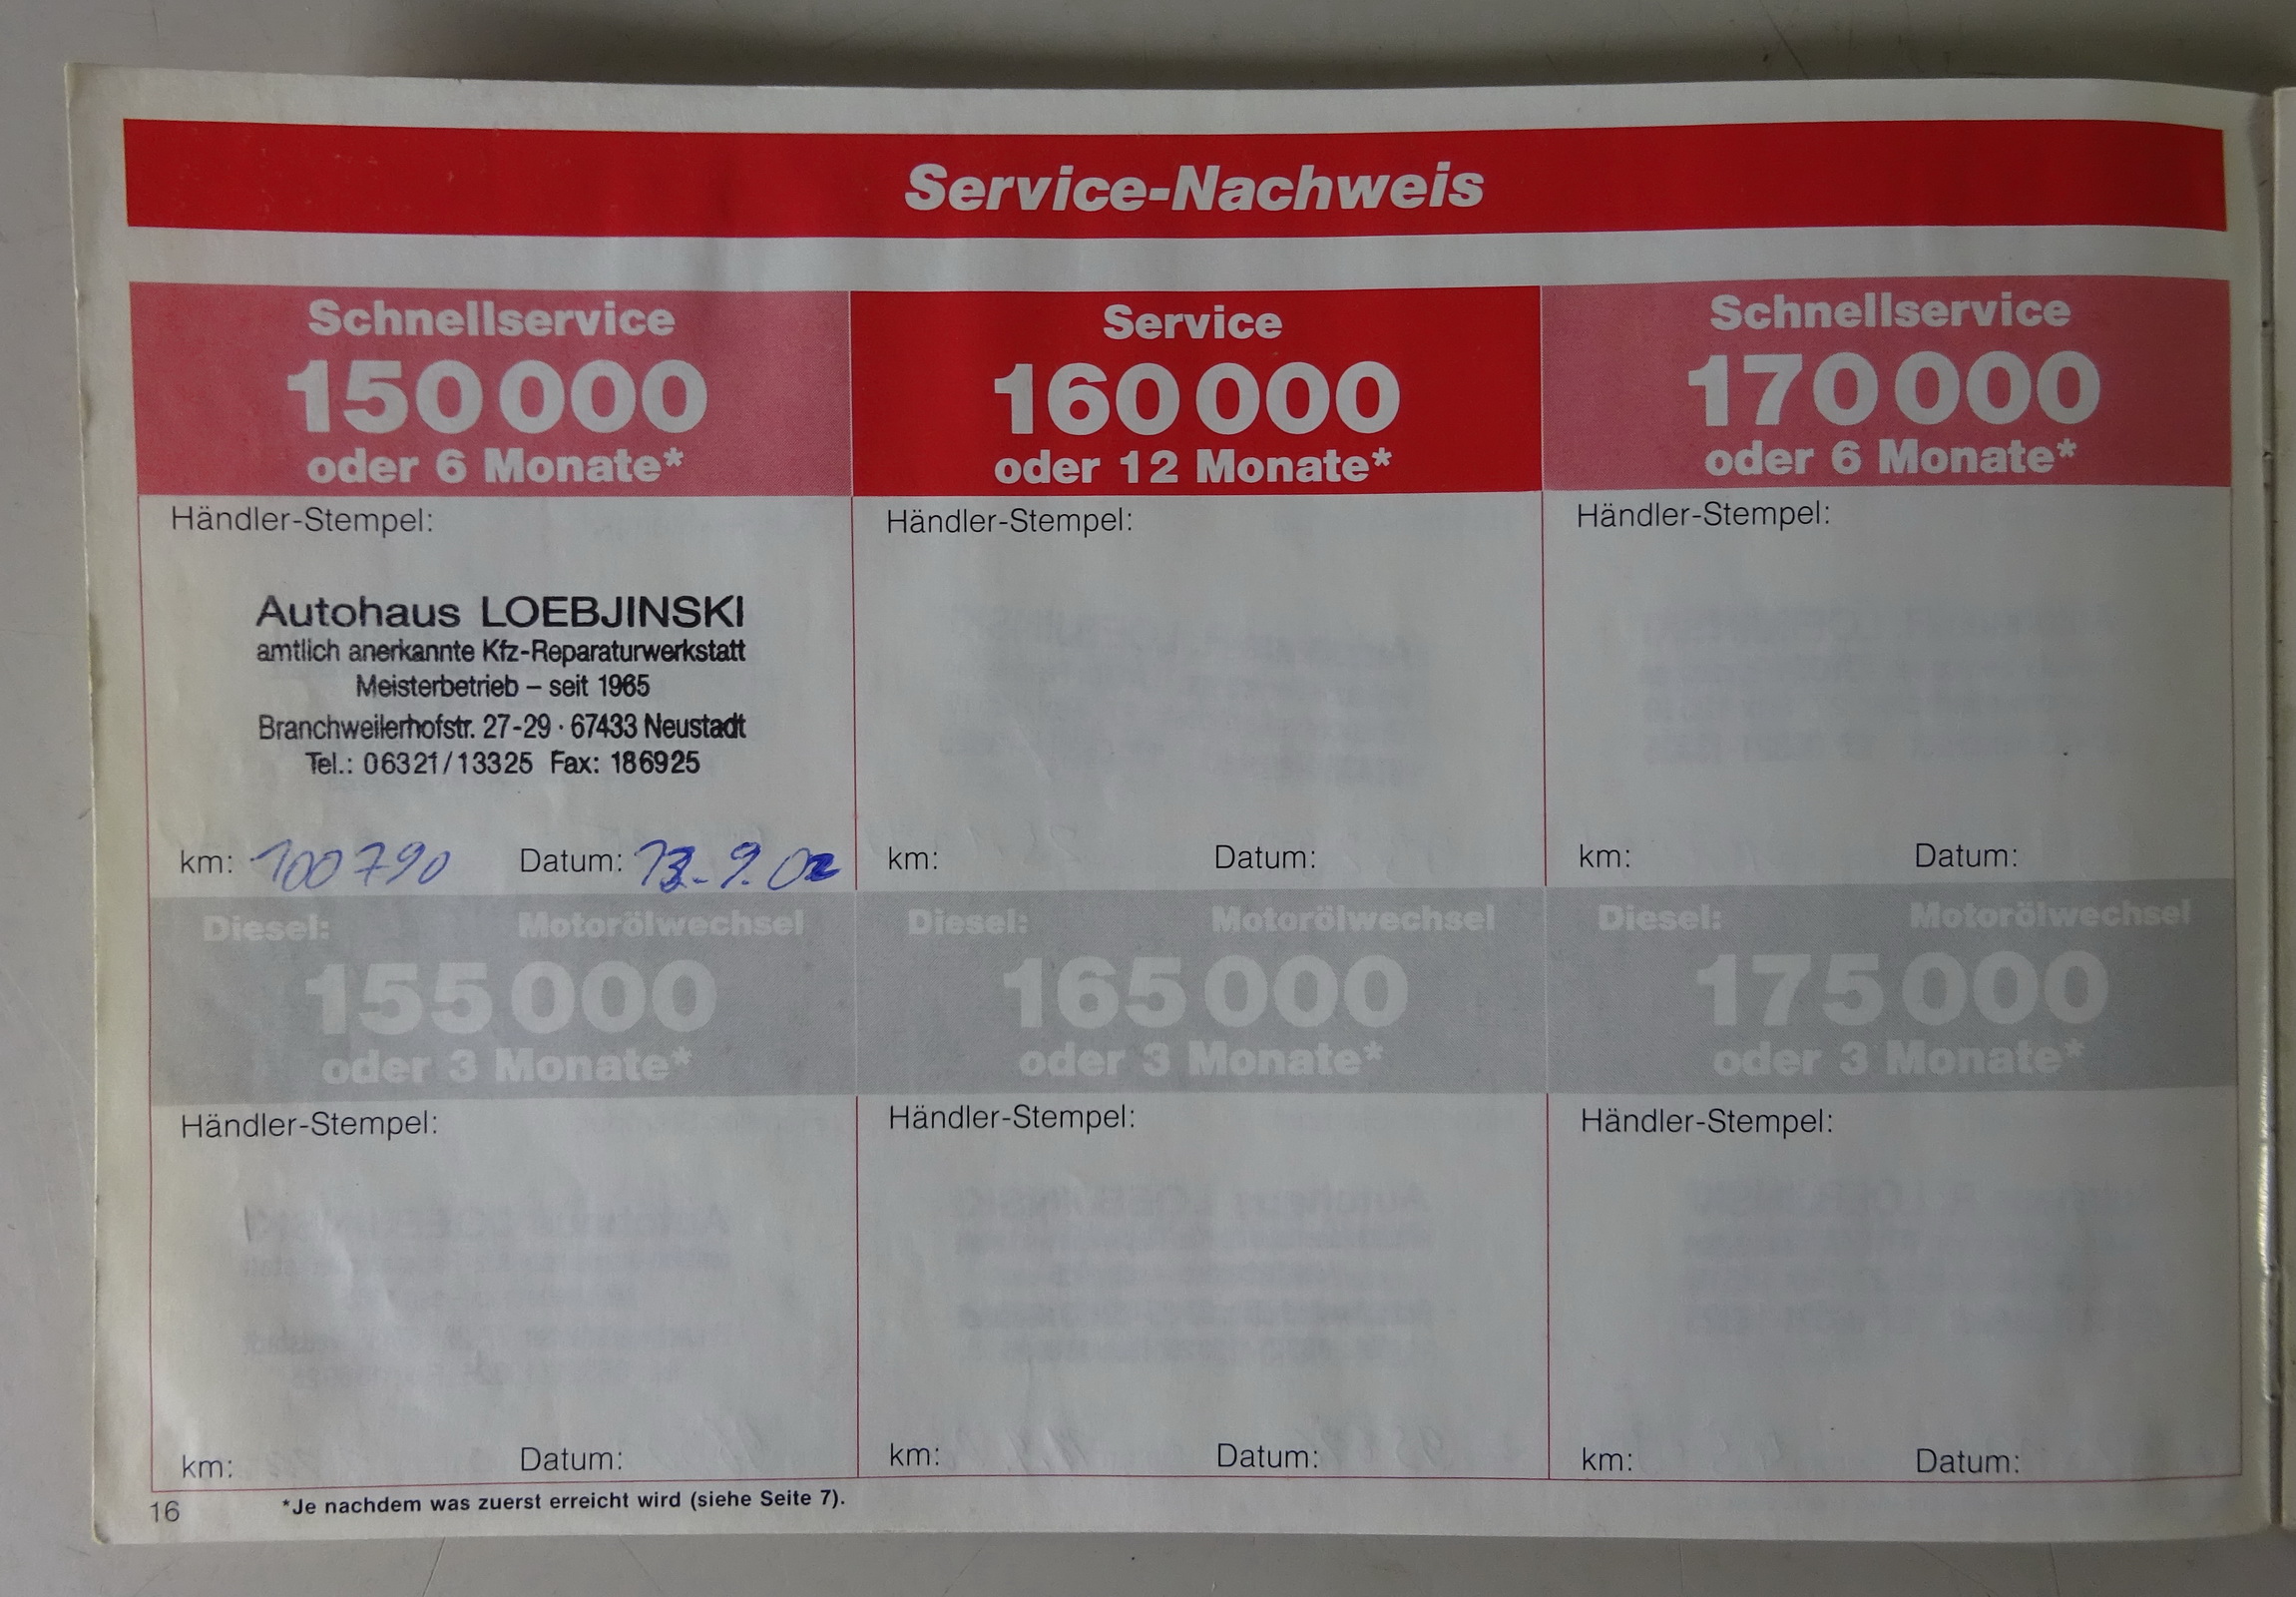 Service-Nachweis
Schnellservice
150 000
oder 6 Monate*
Händler-Stempel:
Autohaus LOEBJINSKI
amtlich anerkannte Kfz-Reparaturwerkstatt
Meisterbetrieb – seit 1965
Branchweilerhofstr. 27-29 · 67433 Neustadt
Tel.: 06321/13325 Fax: 186925
km: 100790 Datum: 13.9.02
Service
160 000
oder 12 Monate*
Händler-Stempel:
km: Datum:
Schnellservice
170 000
oder 6 Monate*
Händler-Stempel:
km: Datum:
Diesel: Motorölwechsel
155 000
oder 3 Monate*
Händler-Stempel:
km: Datum:
Diesel: Motorölwechsel
165 000
oder 3 Monate*
Händler-Stempel:
km: Datum:
Diesel: Motorölwechsel
175 000
oder 3 Monate*
Händler-Stempel:
km: Datum:
16 *Je nachdem was zuerst erreicht wird (siehe Seite 7).